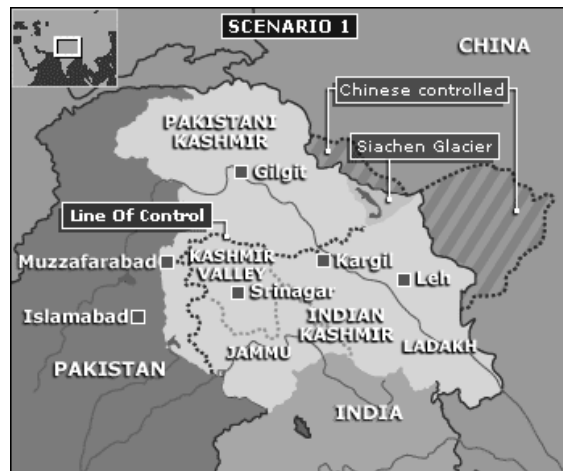 SCENARIO 1
CHINA
Chinese controlled
PAKISTANI
KASHMIR
Siachen Glacier
Gilgit
Line Of Control
KASHMIR
VALLEY
Muzzafarabad
Kargil
Leh
Srinagar
Islamabad
INDIAN
KASHMIR
JAMMU
LADAKH
PAKISTAN
INDIA